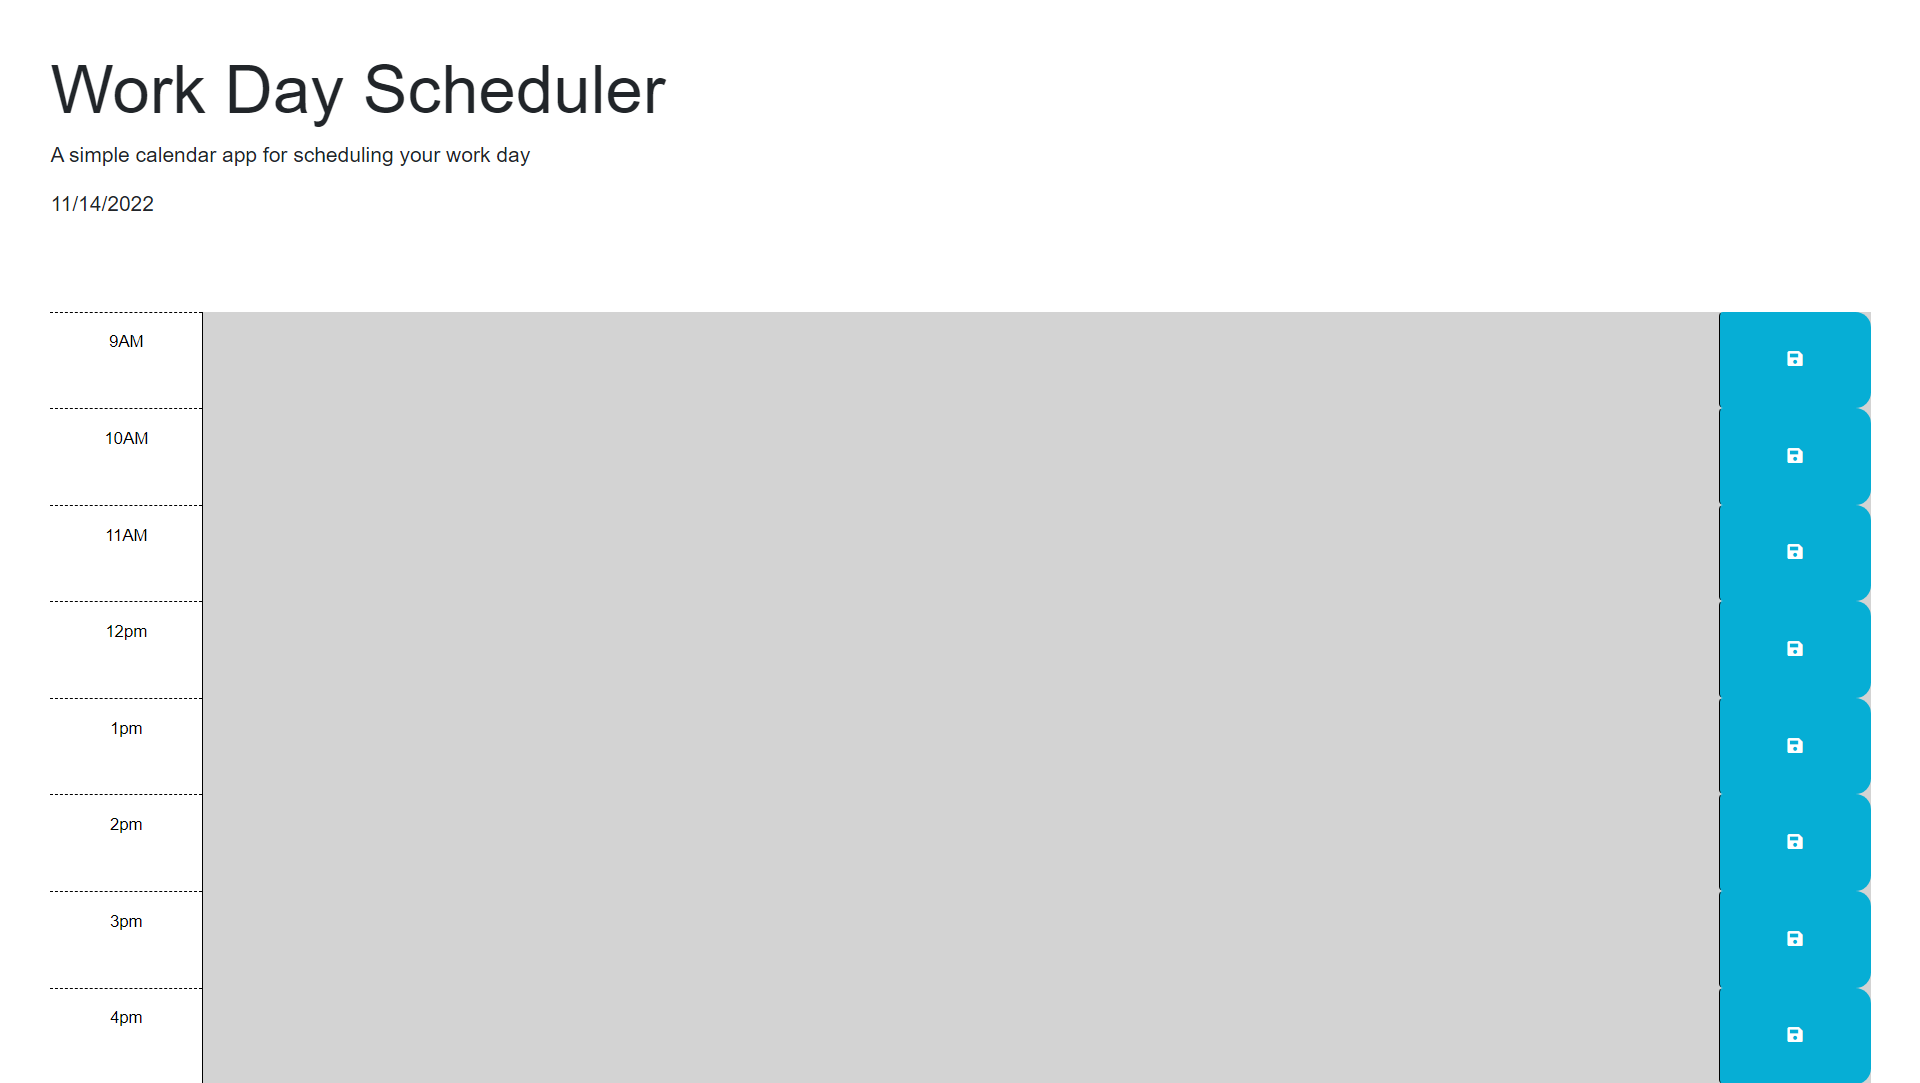 Work Day Scheduler
A simple calendar app for scheduling your work day
11/14/2022
9AM
10AM
11AM
12pm
1pm
2pm
3pm
4pm